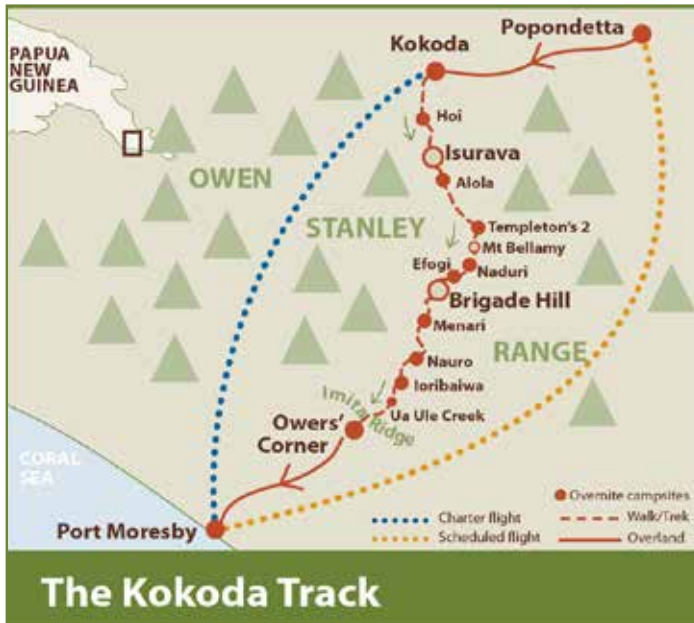 PAPUA
NEW
GUINEA
Popondetta
Kokoda
Hoi
Isurava
OWEN
Alola
STANLEY
Templeton's 2
Mt Bellamy
Efogi
Naduri
Brigade Hill
Menari
RANGE
Nauro
Ioribaiwa
Imita Ridge
Ua Ule Creek
Owers'
Corner
CORAL
SEA
Port Moresby
Overnite campsites
Charter flight
Walk/Trek
Scheduled flight
Overland
The Kokoda Track